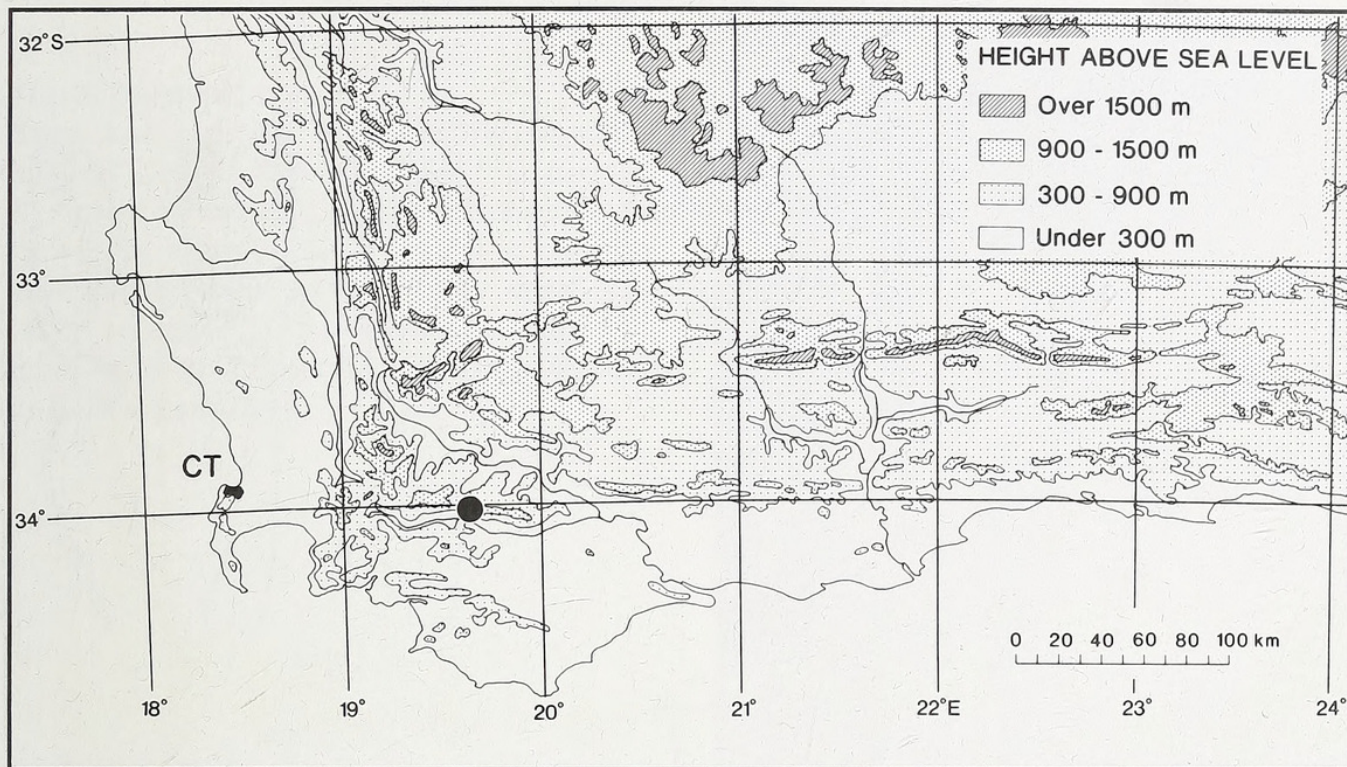 32°S
HEIGHT ABOVE SEA LEVEL
Over 1500 m
900 - 1500 m
300 - 900 m
Under 300 m
33°
CT
34°
0 20 40 60 80 100 km
18° 19° 20° 21° 22°E 23° 24°